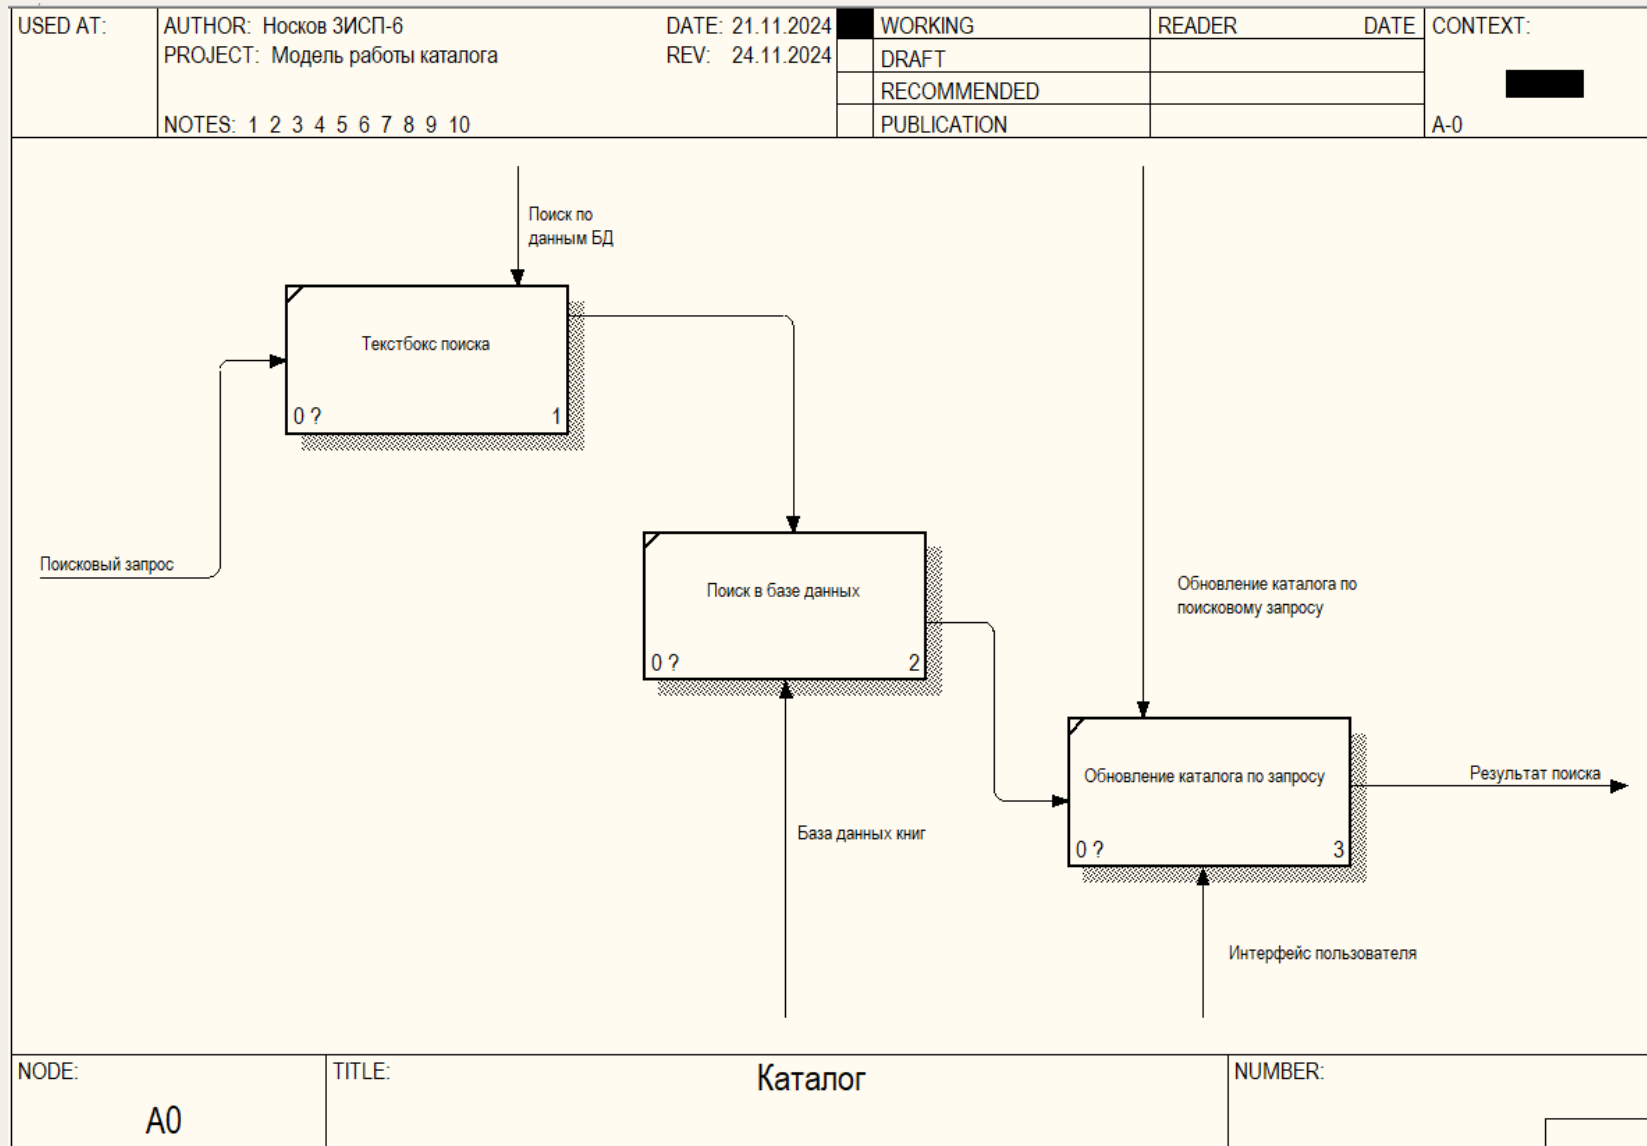 USED AT:
AUTHOR: Носков ЗИСП-6
DATE: 21.11.2024
PROJECT: Модель работы каталога
REV: 24.11.2024
NOTES: 1 2 3 4 5 6 7 8 9 10
WORKING
DRAFT
RECOMMENDED
PUBLICATION
READER DATE
CONTEXT:
A-0
Поиск по
данным БД
Текстбокс поиска
0 ? 1
Поисковый запрос
Поиск в базе данных
0 ? 2
Обновление каталога по
поисковому запросу
Обновление каталога по запросу
0 ? 3
Результат поиска
База данных книг
Интерфейс пользователя
NODE:
A0
TITLE:
Каталог
NUMBER: